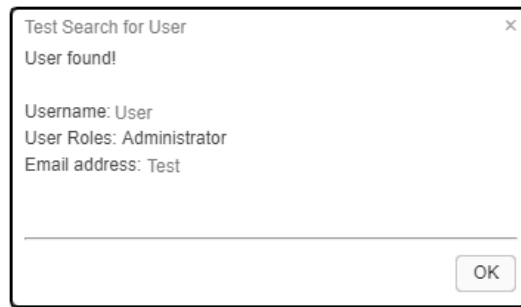 Test Search for User ×
User found!
Username: User
User Roles: Administrator
Email address: Test
OK